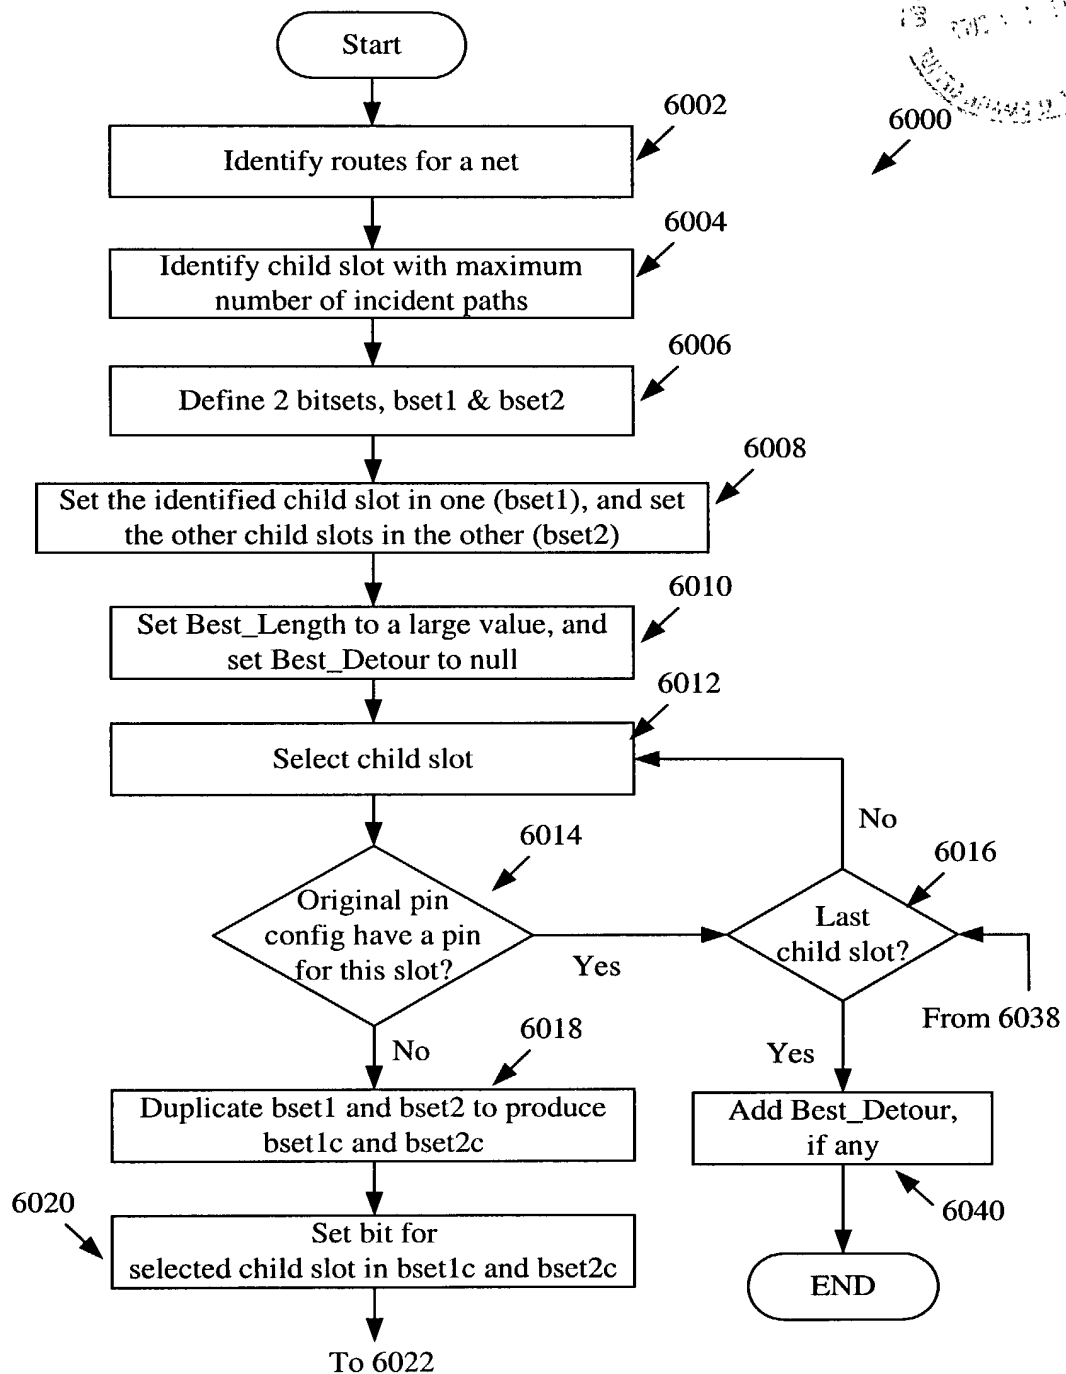 Start
6002
6000
Identify routes for a net
6004
Identify child slot with maximum
number of incident paths
6006
Define 2 bitsets, bset1 & bset2
6008
Set the identified child slot in one (bset1), and set
the other child slots in the other (bset2)
6010
Set Best_Length to a large value, and
set Best_Detour to null
6012
Select child slot
No
6014
6016
Original pin
config have a pin
for this slot?
Yes
Last
child slot?
From 6038
No
6018
Yes
Duplicate bset1 and bset2 to produce
bset1c and bset2c
Add Best_Detour,
if any
6020
6040
Set bit for
selected child slot in bset1c and bset2c
END
To 6022